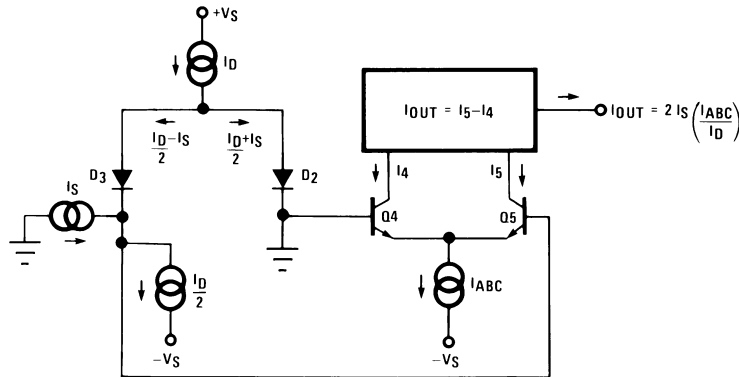 +VS
ID
IOUT = I5–I4
IOUT = 2 IS (IABC/ID)
ID/2 –IS
ID/2 +IS
I4
I5
D3
D2
IS
Q4
Q5
ID/2
IABC
–VS
–VS